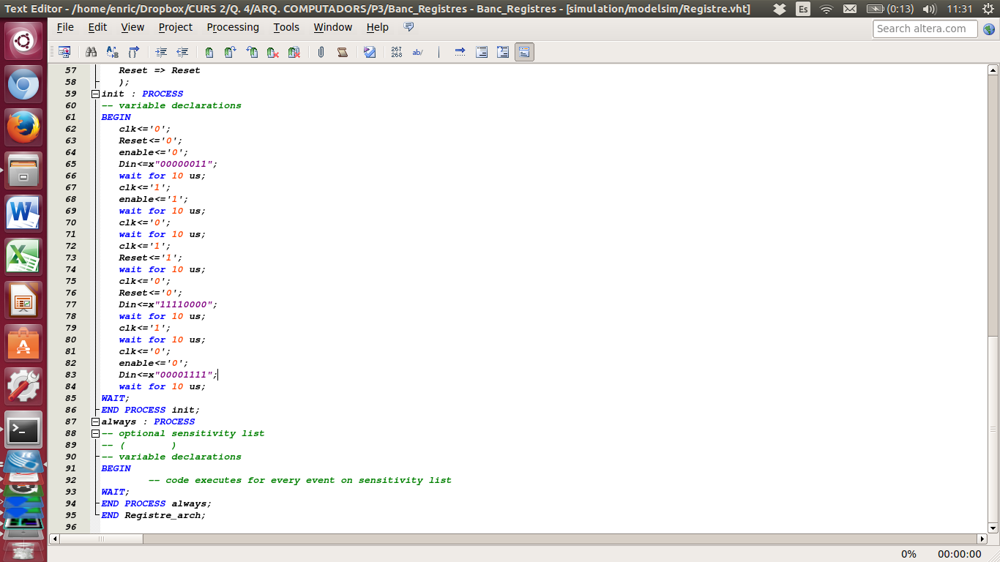 Text Editor - /home/enric/Dropbox/CURS 2/Q. 4/ARQ. COMPUTADORS/P3/Banc_Registres - Banc_Registres - [simulation/modelsim/Registre.vht]
Es (0:13) 11:31
File Edit View Project Processing Tools Window Help
Search altera.com
267
268
ab/
57 Reset => Reset
58 );
59 init : PROCESS
60 -- variable declarations
61 BEGIN
62 clk<='0';
63 Reset<='0';
64 enable<='0';
65 Din<=x"00000011";
66 wait for 10 us;
67 clk<='1';
68 enable<='1';
69 wait for 10 us;
70 clk<='0';
71 wait for 10 us;
72 clk<='1';
73 Reset<='1';
74 wait for 10 us;
75 clk<='0';
76 Reset<='0';
77 Din<=x"11110000";
78 wait for 10 us;
79 clk<='1';
80 wait for 10 us;
81 clk<='0';
82 enable<='0';
83 Din<=x"00001111";
84 wait for 10 us;
85 WAIT;
86 END PROCESS init;
87 always : PROCESS
88 -- optional sensitivity list
89 -- ( )
90 -- variable declarations
91 BEGIN
92 -- code executes for every event on sensitivity list
93 WAIT;
94 END PROCESS always;
95 END Registre_arch;
96
0% 00:00:00